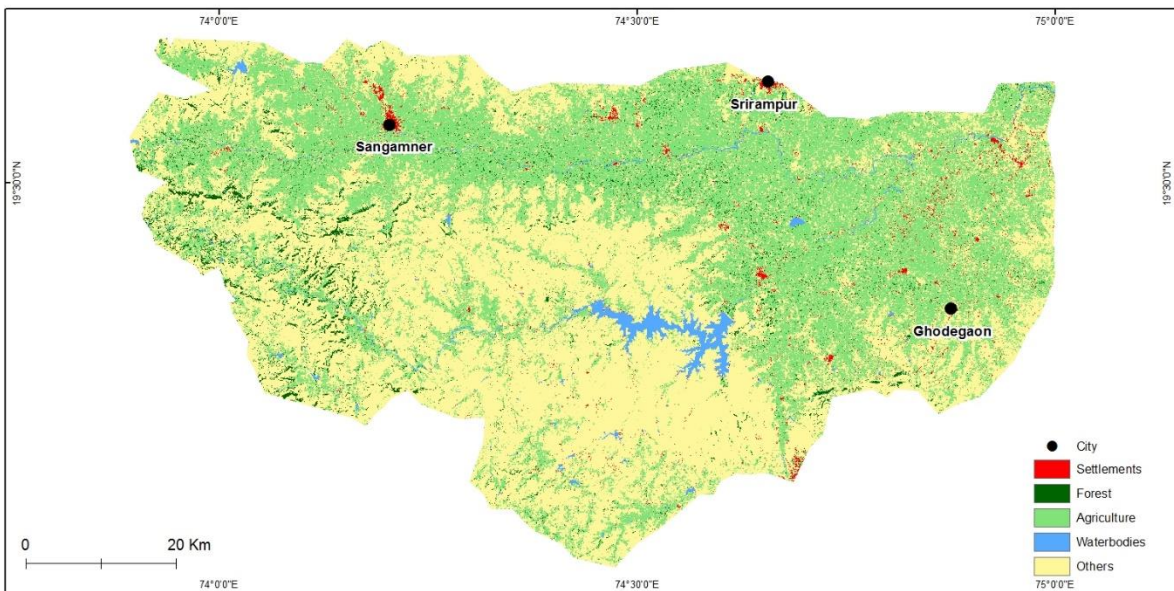 74°0'0"E
74°30'0"E
75°0'0"E
Srirampur
Sangamner
19°30'0"N
19°30'0"N
Ghodegaon
City
Settlements
Forest
Agriculture
Waterbodies
Others
0
20 Km
74°0'0"E
74°30'0"E
75°0'0"E